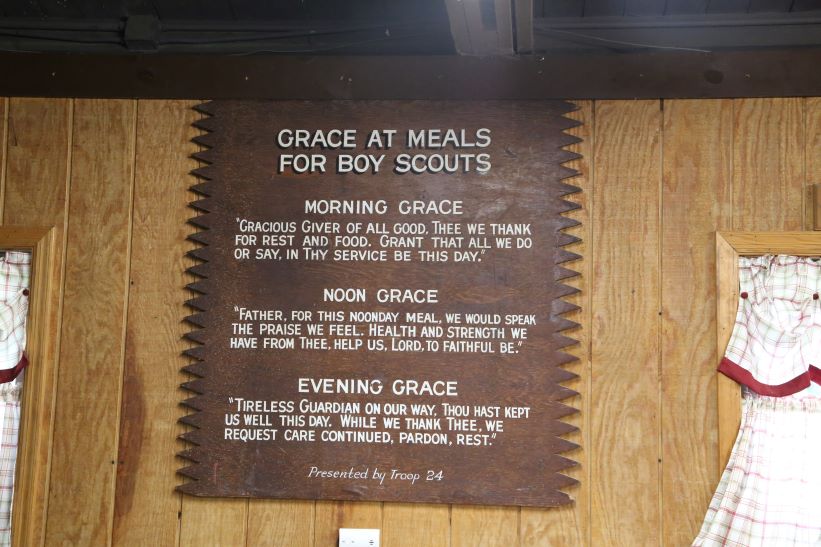 GRACE AT MEALS
FOR BOY SCOUTS
MORNING GRACE
"GRACIOUS GIVER OF ALL GOOD, THEE WE THANK
FOR REST AND FOOD. GRANT THAT ALL WE DO
OR SAY, IN THY SERVICE BE THIS DAY."
NOON GRACE
"FATHER, FOR THIS NOONDAY MEAL, WE WOULD SPEAK
THE PRAISE WE FEEL. HEALTH AND STRENGTH WE
HAVE FROM THEE, HELP US, LORD, TO FAITHFUL BE."
EVENING GRACE
"TIRELESS GUARDIAN ON OUR WAY, THOU HAST KEPT
US WELL THIS DAY. WHILE WE THANK THEE, WE
REQUEST CARE CONTINUED, PARDON, REST."
Presented by Troop 24